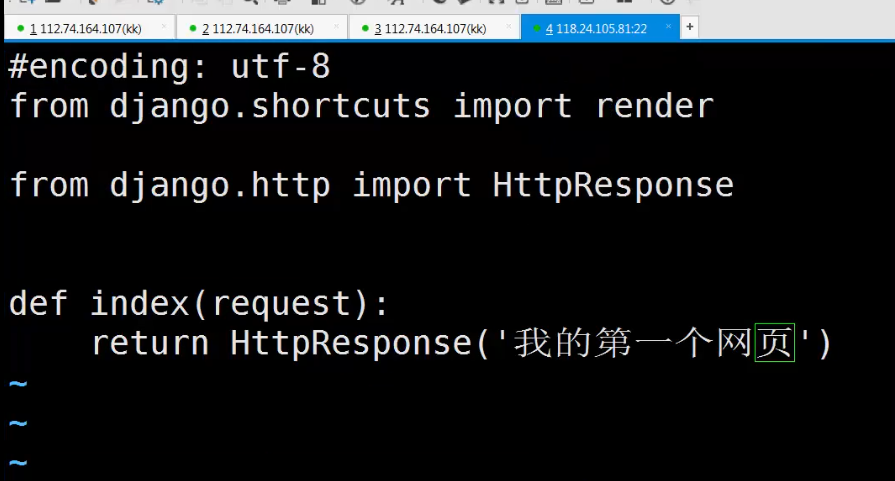 1 112.74.164.107(kk) 2 112.74.164.107(kk) 3 112.74.164.107(kk) 4 118.24.105.81:22 +
#encoding: utf-8
from django.shortcuts import render
from django.http import HttpResponse
def index(request):
    return HttpResponse('我的第一个网页')
~
~
~